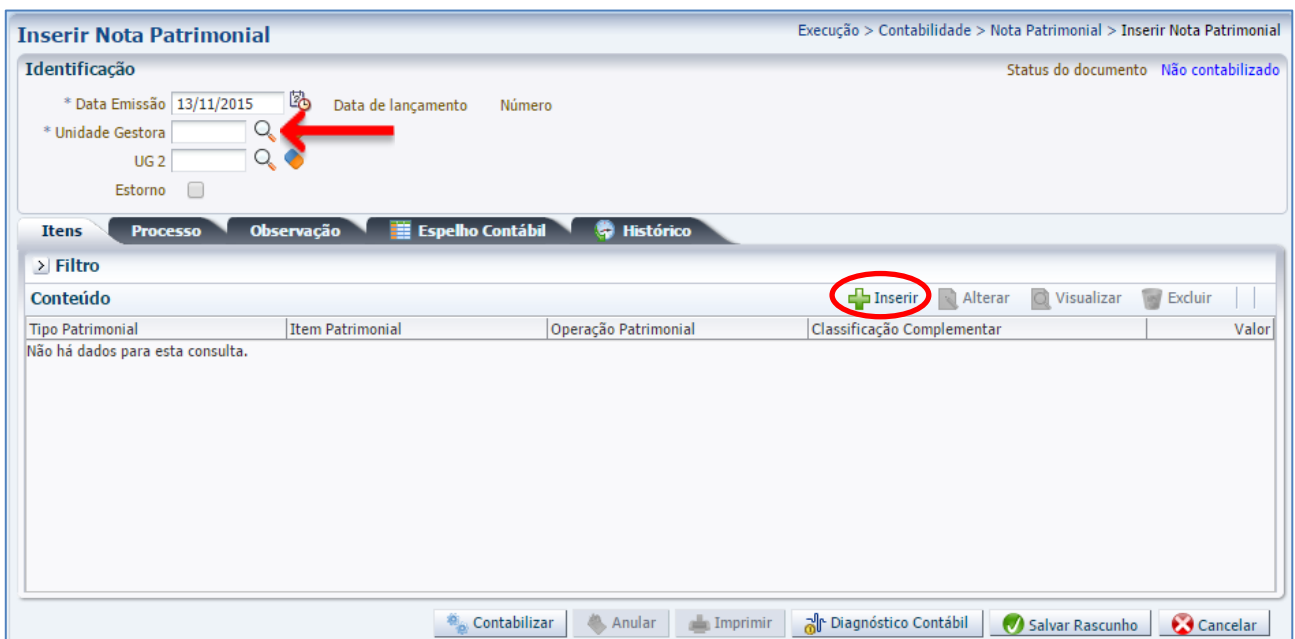 Inserir Nota Patrimonial
Execução > Contabilidade > Nota Patrimonial > Inserir Nota Patrimonial
Identificação
Status do documento Não contabilizado
* Data Emissão 13/11/2015 Data de lançamento Número
* Unidade Gestora
UG 2
Estorno
Itens Processo Observação Espelho Contábil Histórico
Filtro
Conteúdo Inserir Alterar Visualizar Excluir
Tipo Patrimonial Item Patrimonial Operação Patrimonial Classificação Complementar Valor
Não há dados para esta consulta.
Contabilizar Anular Imprimir Diagnóstico Contábil Salvar Rascunho Cancelar